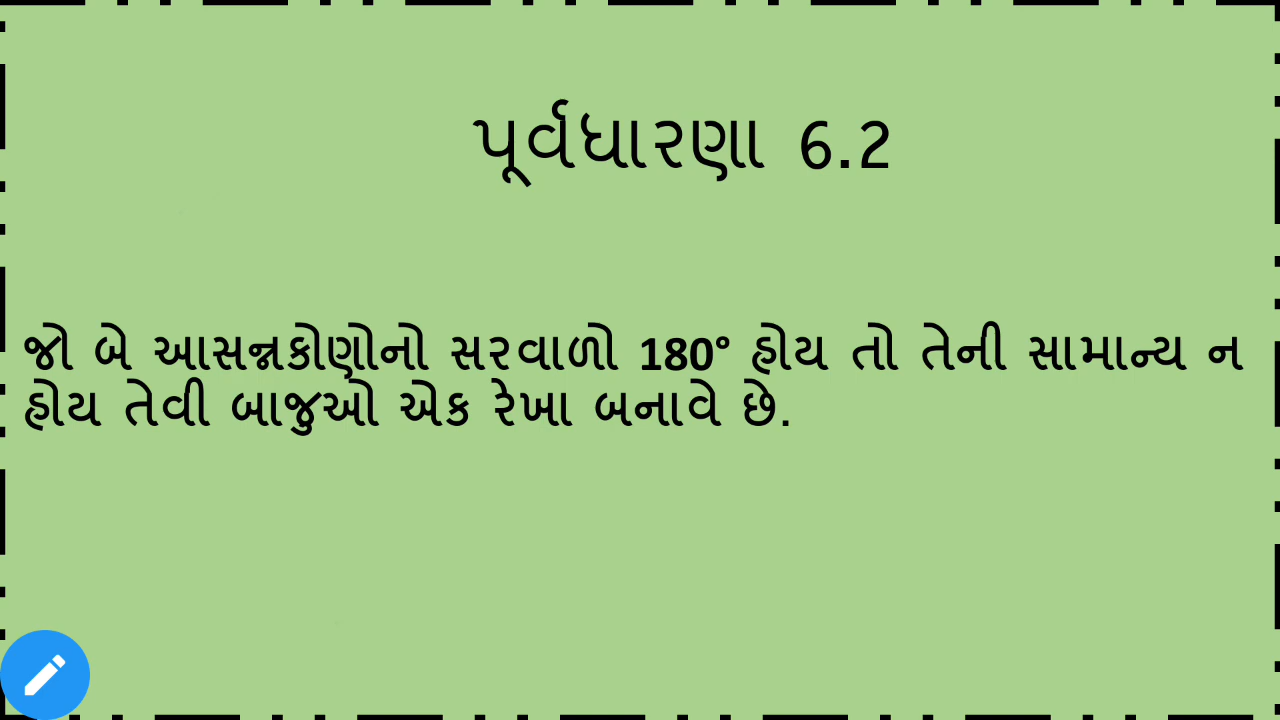 પૂર્વધારણા 6.2
જો બે આસન્નકોણોનો સરવાળો 180° હોય તો તેની સામાન્ય ન
હોય તેવી બાજુઓ એક રેખા બનાવે છે.